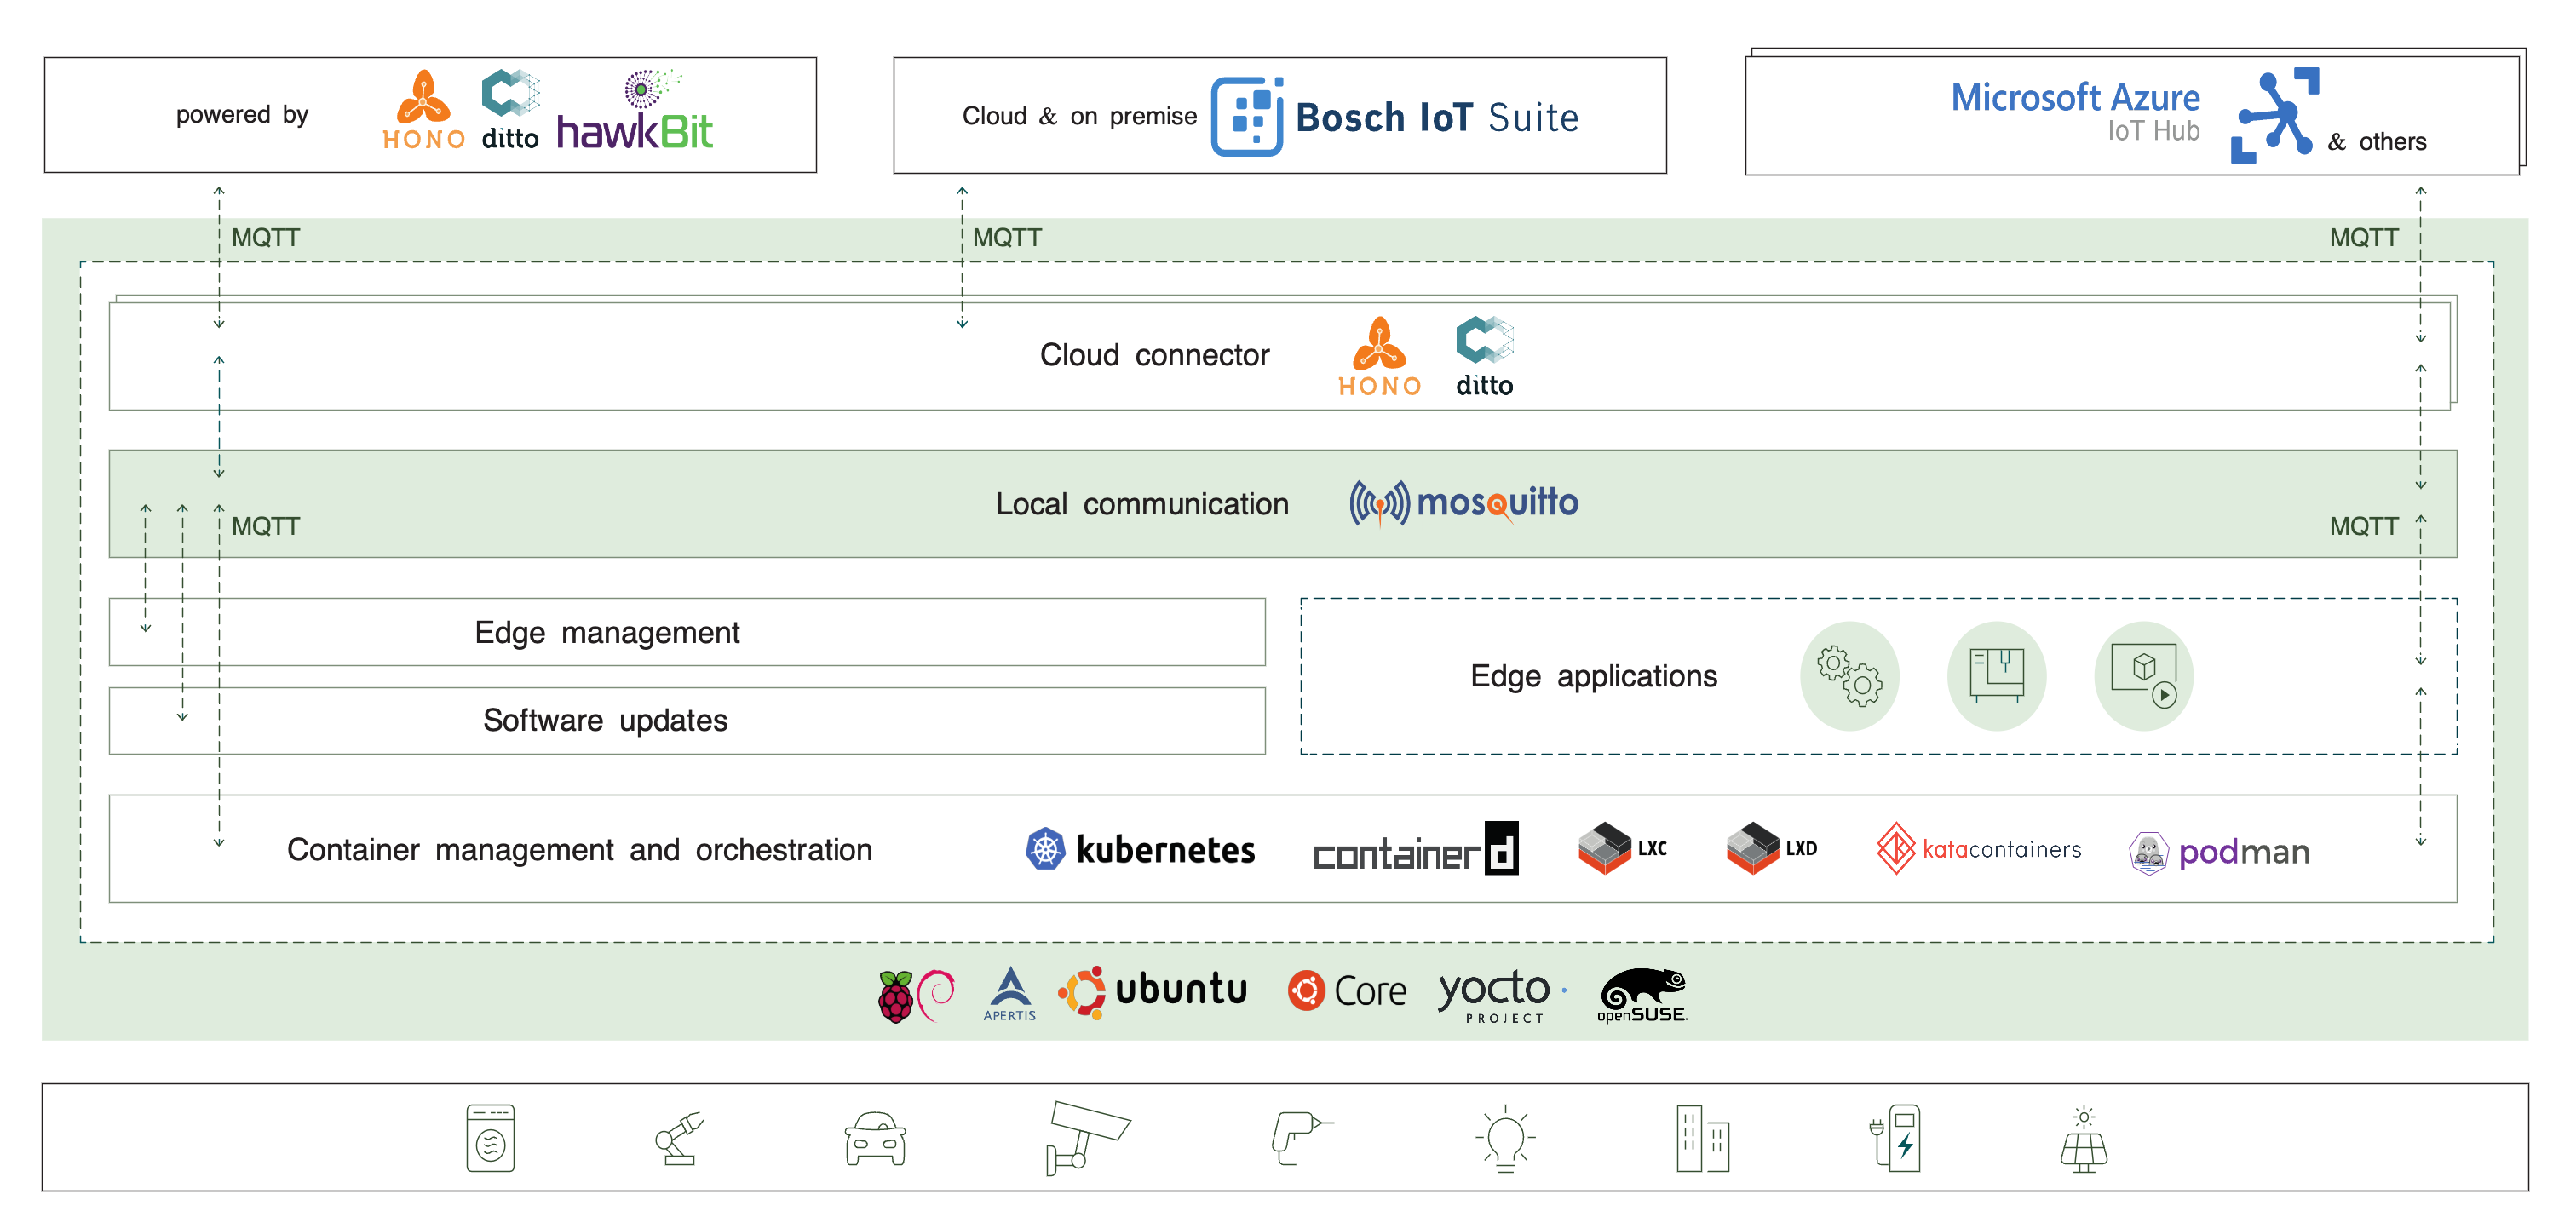 powered by HONO ditto hawkBit
Cloud & on premise Bosch IoT Suite
Microsoft Azure
IoT Hub
& others
MQTT MQTT MQTT
Cloud connector HONO ditto
Local communication mosquitto
MQTT MQTT
Edge management
Software updates
Edge applications
Container management and orchestration kubernetes containerd LXC LXD katacontainers podman
APERTIS ubuntu Core yocto PROJECT openSUSE